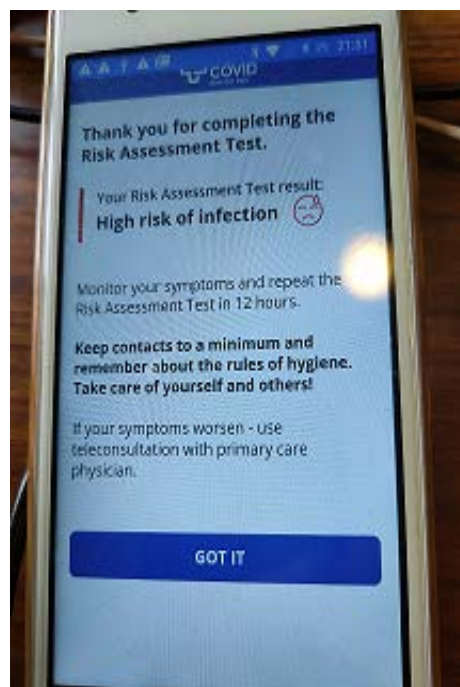 21:31
COVID
Thank you for completing the
Risk Assessment Test.
Your Risk Assessment Test result:
High risk of infection
Monitor your symptoms and repeat the
Risk Assessment Test in 12 hours.
Keep contacts to a minimum and
remember about the rules of hygiene.
Take care of yourself and others!
If your symptoms worsen - use
teleconsultation with primary care
physician.
GOT IT